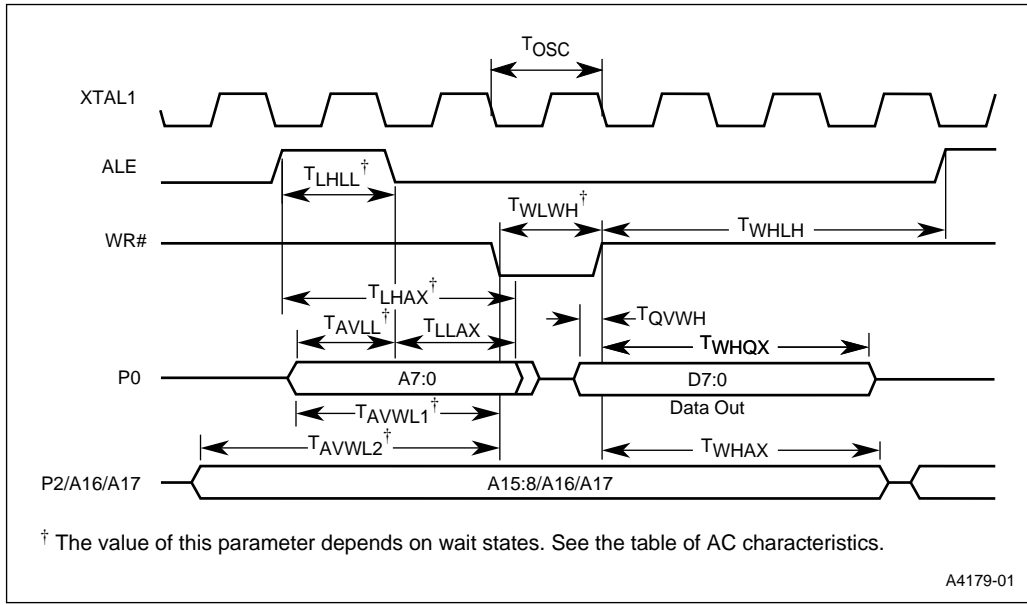 TOSC
XTAL1
ALE
TLHLL†
TWLWH†
TWHLH
WR#
TLHAX†
TQVWH
TAVLL†
TLLAX
TWHQX
P0
A7:0
D7:0
Data Out
TAVWL1†
TAVWL2†
TWHAX
P2/A16/A17
A15:8/A16/A17
† The value of this parameter depends on wait states. See the table of AC characteristics.
A4179-01